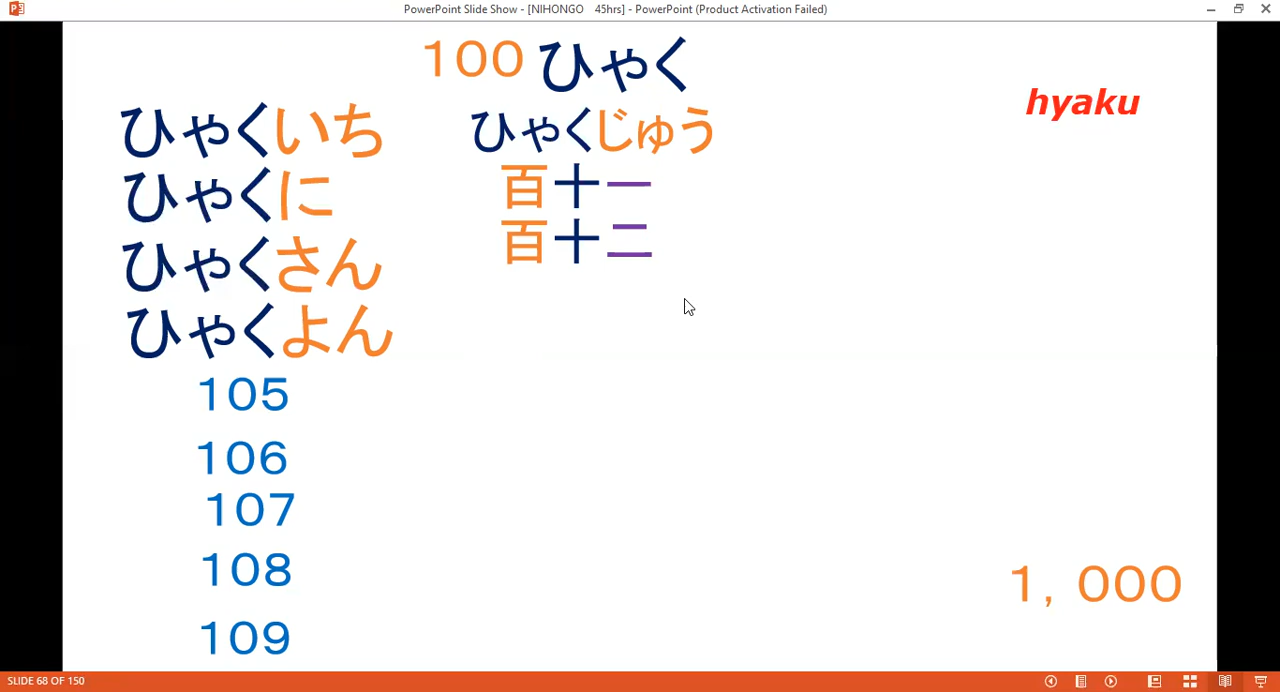 PowerPoint Slide Show - [NIHONGO 45hrs] - PowerPoint (Product Activation Failed)
100 ひゃく
hyaku
ひゃくいち
ひゃくに
ひゃくさん
ひゃくよん
105
106
107
108
109
ひゃくじゅう
百十一
百十二
1, 000
SLIDE 68 OF 150